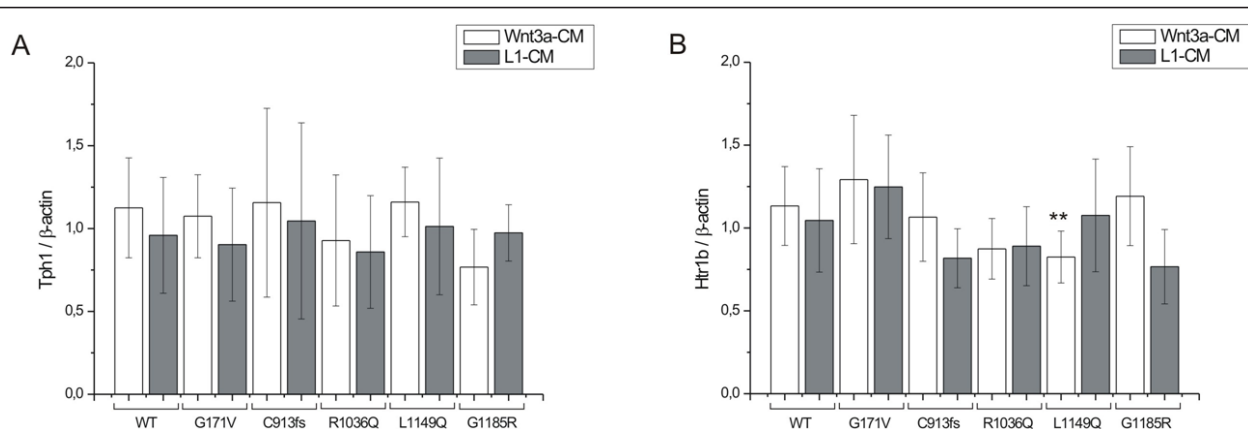 A
Wnt3a-CM
L1-CM
2,0
1,5
1,0
0,5
0,0
Tph1 / β-actin
WT G171V C913fs R1036Q L1149Q G1185R
B
Wnt3a-CM
L1-CM
2,0
1,5
1,0
0,5
0,0
Htr1b / β-actin
**
WT G171V C913fs R1036Q L1149Q G1185R